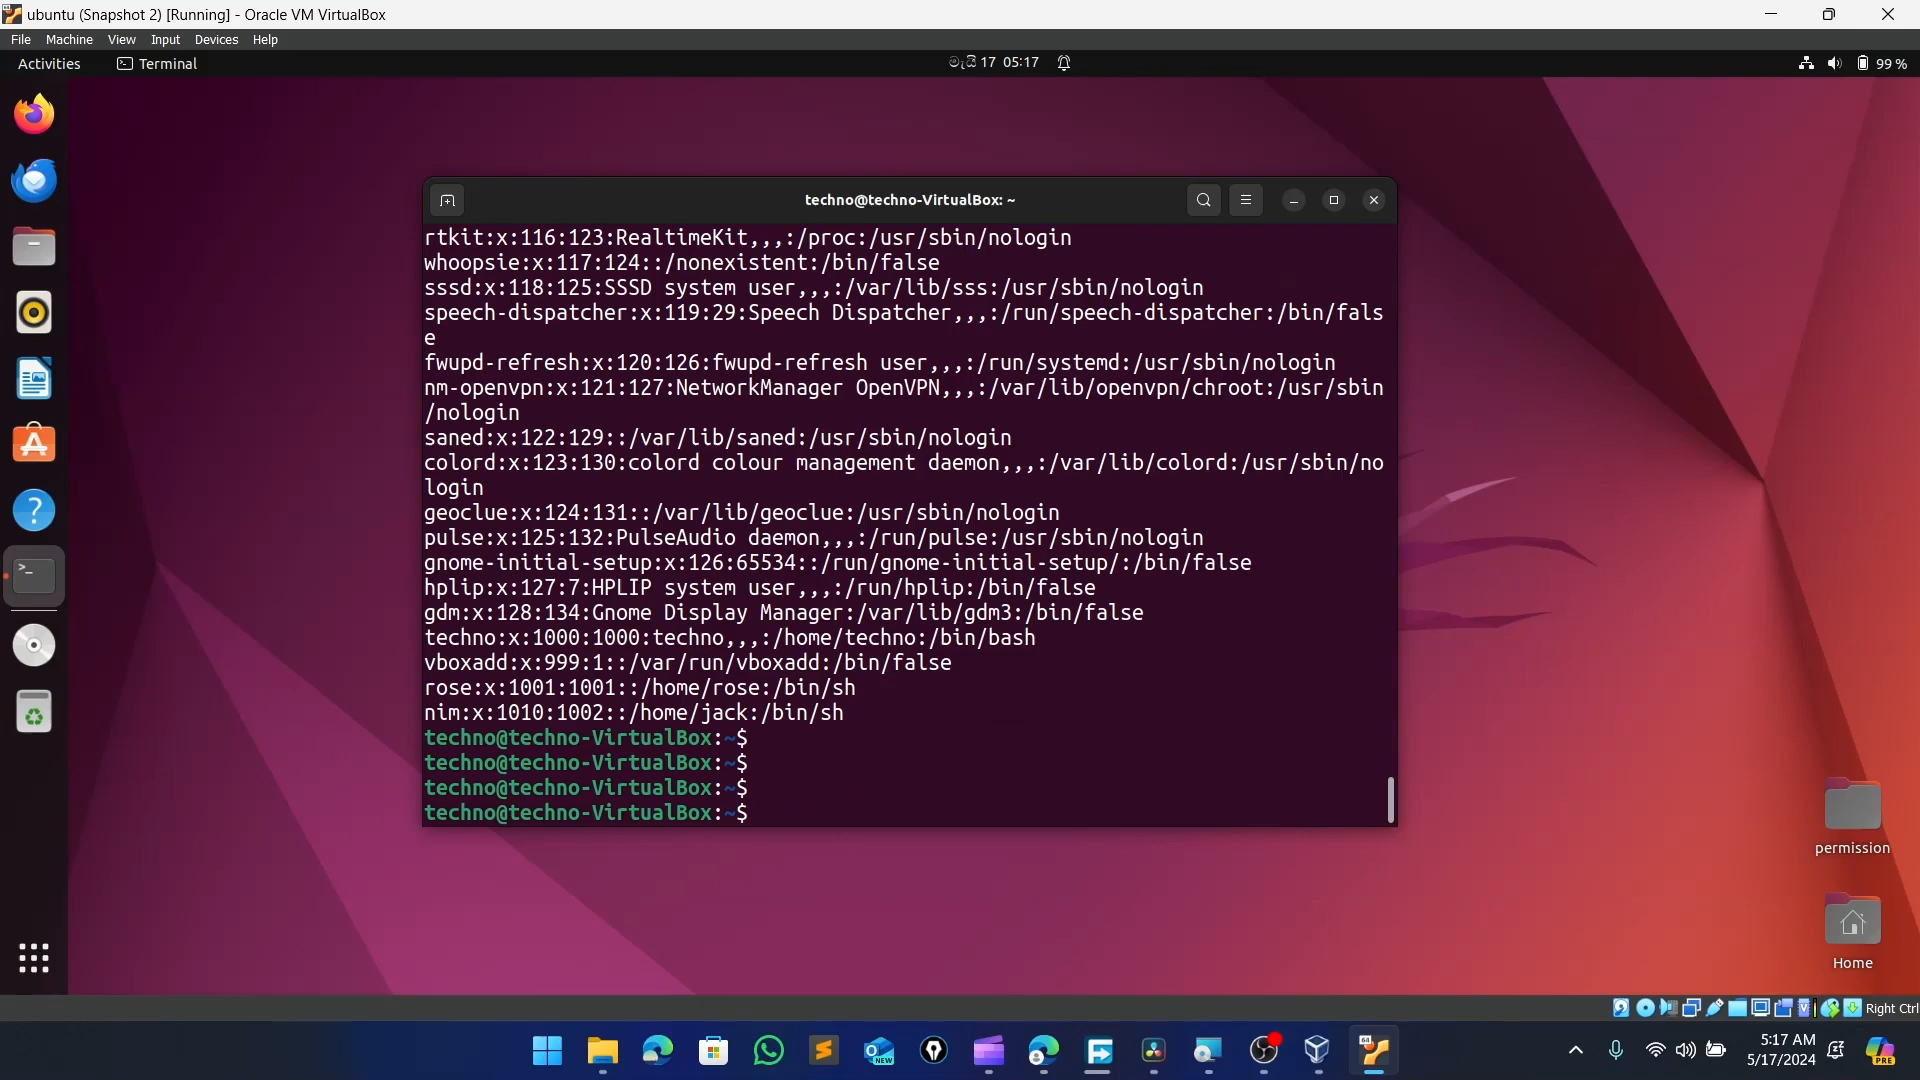 ubuntu (Snapshot 2) [Running] - Oracle VM VirtualBox
File Machine View Input Devices Help
Activities Terminal මැයි 17 05:17 99 %
techno@techno-VirtualBox: ~
rtkit:x:116:123:RealtimeKit,,,:/proc:/usr/sbin/nologin
whoopsie:x:117:124::/nonexistent:/bin/false
sssd:x:118:125:SSSD system user,,,:/var/lib/sss:/usr/sbin/nologin
speech-dispatcher:x:119:29:Speech Dispatcher,,,:/run/speech-dispatcher:/bin/fals
e
fwupd-refresh:x:120:126:fwupd-refresh user,,,:/run/systemd:/usr/sbin/nologin
nm-openvpn:x:121:127:NetworkManager OpenVPN,,,:/var/lib/openvpn/chroot:/usr/sbin
/nologin
saned:x:122:129::/var/lib/saned:/usr/sbin/nologin
colord:x:123:130:colord colour management daemon,,,:/var/lib/colord:/usr/sbin/no
login
geoclue:x:124:131::/var/lib/geoclue:/usr/sbin/nologin
pulse:x:125:132:PulseAudio daemon,,,:/run/pulse:/usr/sbin/nologin
gnome-initial-setup:x:126:65534::/run/gnome-initial-setup/:/bin/false
hplip:x:127:7:HPLIP system user,,,:/run/hplip:/bin/false
gdm:x:128:134:Gnome Display Manager:/var/lib/gdm3:/bin/false
techno:x:1000:1000:techno,,,:/home/techno:/bin/bash
vboxadd:x:999:1::/var/run/vboxadd:/bin/false
rose:x:1001:1001::/home/rose:/bin/sh
nim:x:1010:1002::/home/jack:/bin/sh
techno@techno-VirtualBox:~$
techno@techno-VirtualBox:~$
techno@techno-VirtualBox:~$
techno@techno-VirtualBox:~$
permission
Home
Right Ctrl
5:17 AM
5/17/2024
NEW
64
PRE